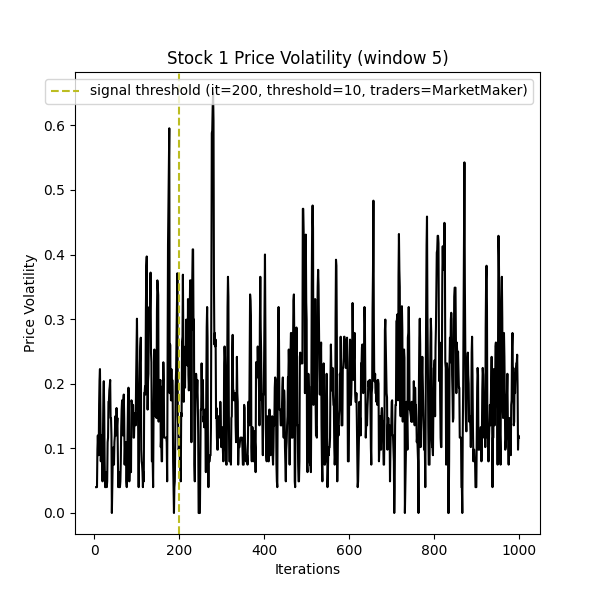 Stock 1 Price Volatility (window 5)
signal threshold (it=200, threshold=10, traders=MarketMaker)
0.6
0.5
0.4
0.3
0.2
0.1
0.0
Price Volatility
0 200 400 600 800 1000
Iterations